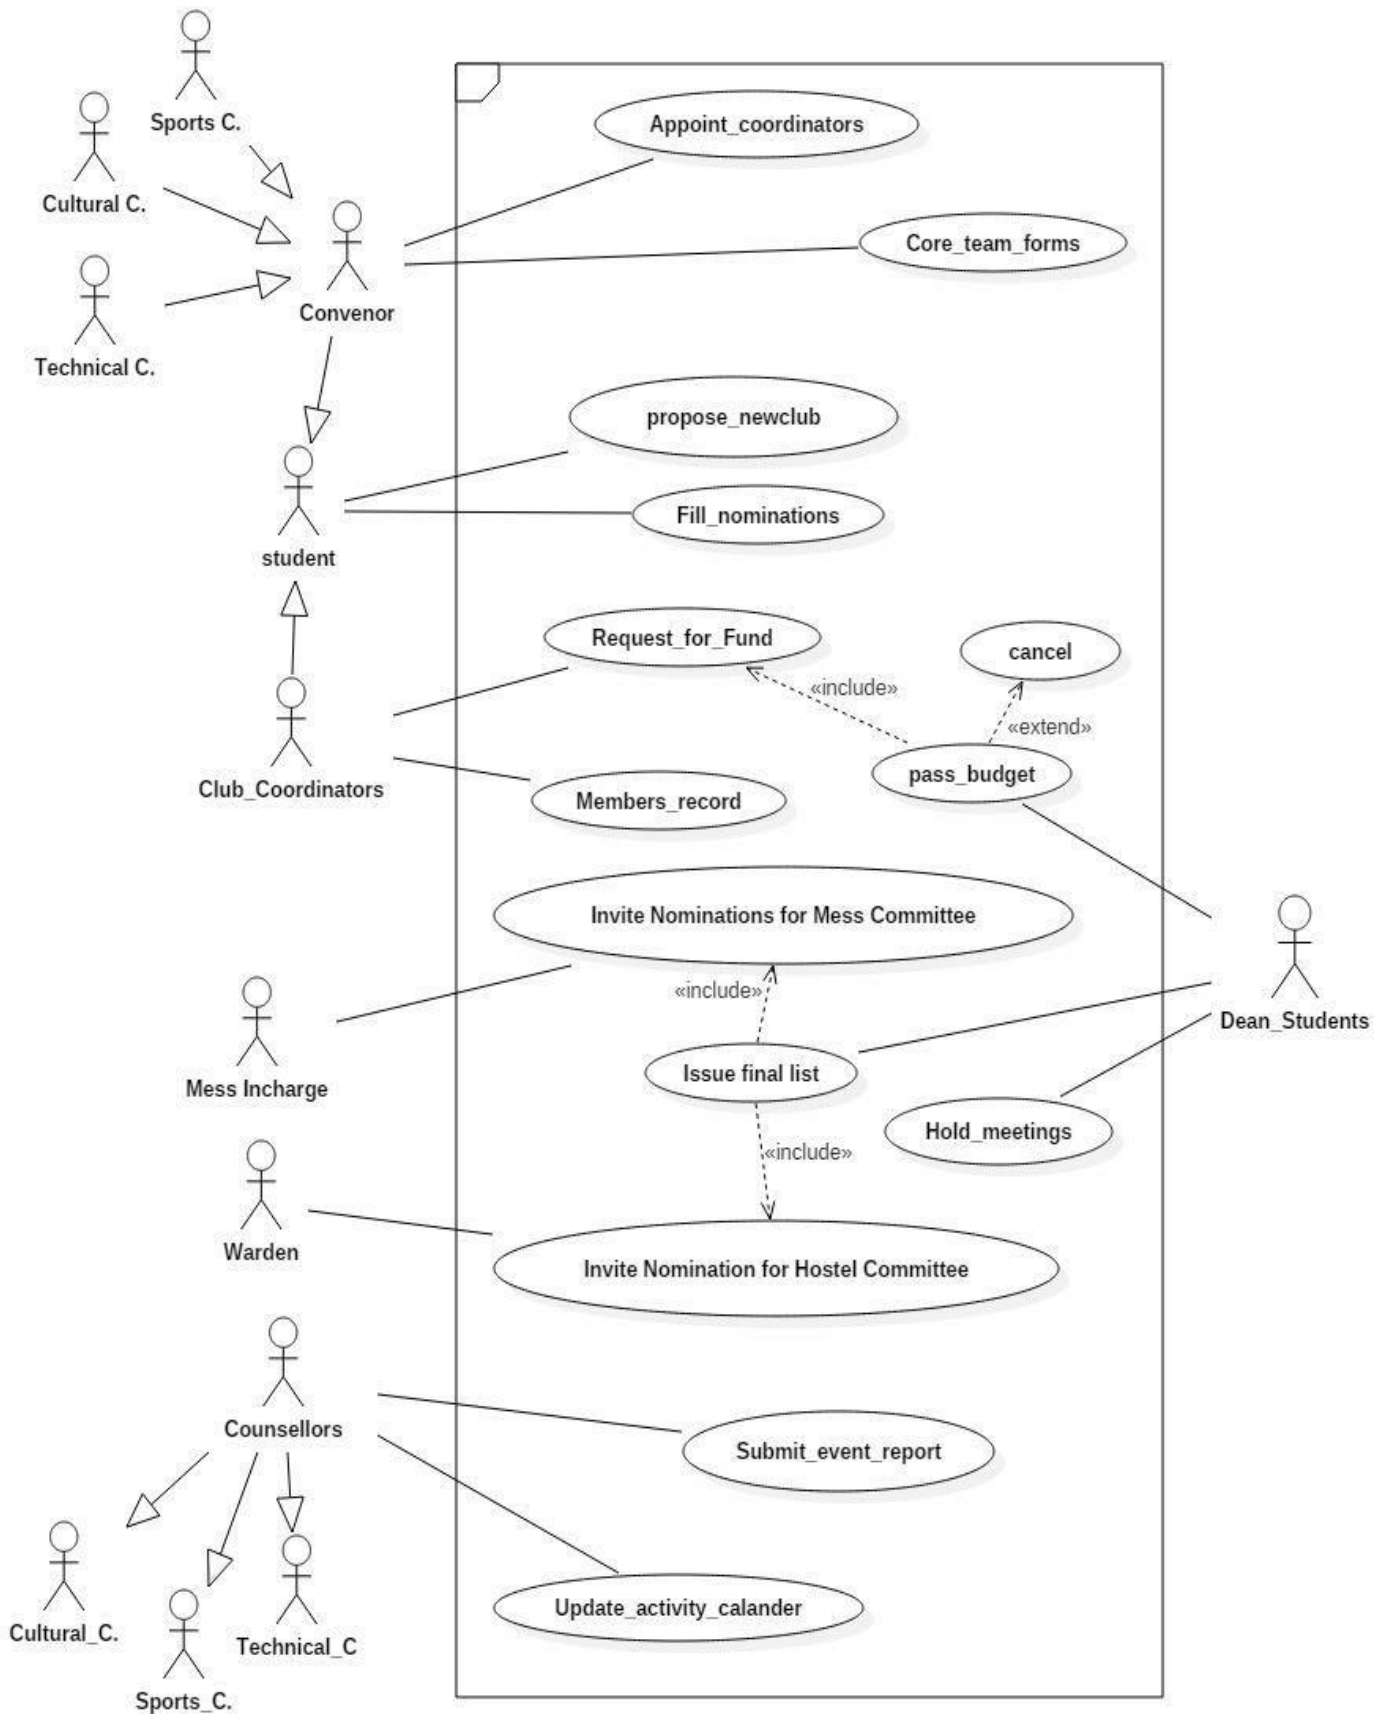 Sports C.
Appoint_coordinators
Cultural C.
Core_team_forms
Convenor
Technical C.
propose_newclub
Fill_nominations
student
Request_for_Fund
cancel
«include»
«extend»
pass_budget
Club_Coordinators
Members_record
Invite Nominations for Mess Committee
«include»
Dean_Students
Issue final list
Mess Incharge
Hold_meetings
«include»
Warden
Invite Nomination for Hostel Committee
Counsellors
Submit_event_report
Update_activity_calander
Cultural_C.
Technical_C
Sports_C.